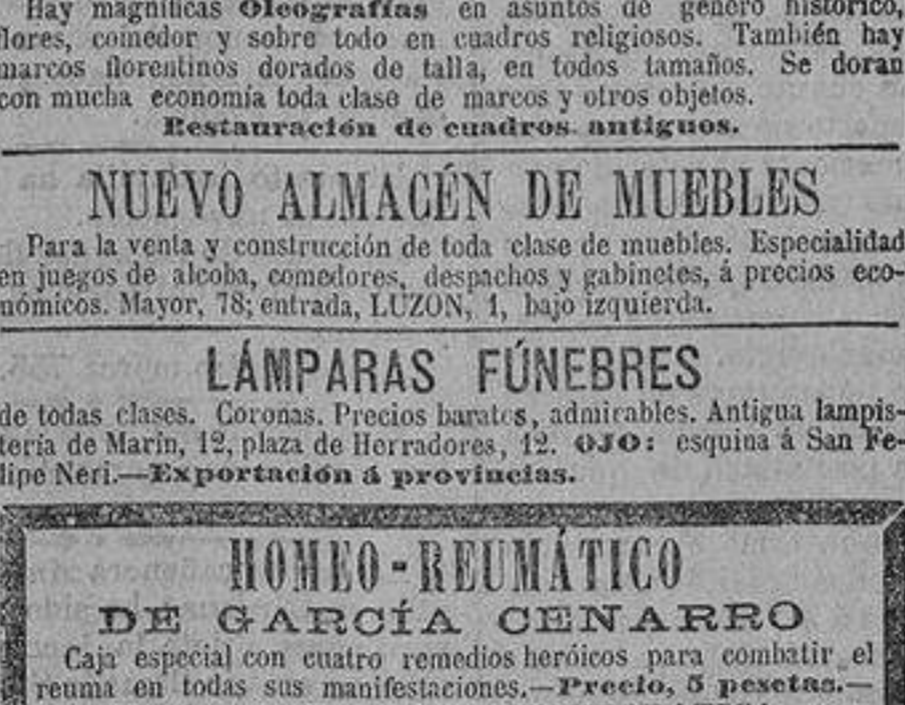 Hay magníficas Oleografías en asuntos de género histórico,
flores, comedor y sobre todo en cuadros religiosos. También hay
marcos florentinos dorados de talla, en todos tamaños. Se doran
con mucha economía toda clase de marcos y otros objetos.
Restauración de cuadros antiguos.
NUEVO ALMACÉN DE MUEBLES
Para la venta y construcción de toda clase de muebles. Especialidad
en juegos de alcoba, comedores, despachos y gabinetes, á precios eco-
nómicos. Mayor, 78; entrada, LUZON, 1, bajo izquierda.
LÁMPARAS FÚNEBRES
de todas clases. Coronas. Precios baratos, admirables. Antigua lampis-
tería de Marín, 12, plaza de Herradores, 12. OJO: esquina á San Fe-
lipe Neri.—Exportación á provincias.
HOMEO-REUMÁTICO
DE GARCÍA CENARRO
Caja especial con cuatro remedios heróicos para combatir el
reuma en todas sus manifestaciones.—Precio, 5 pesetas.—